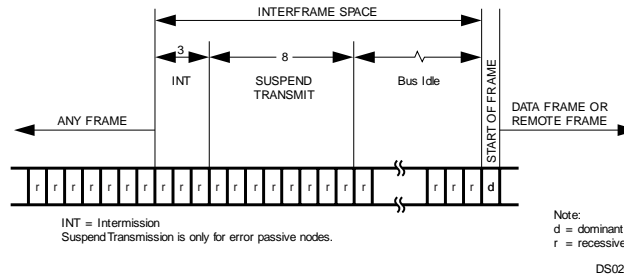 INTERFRAME SPACE
3
8
INT
SUSPEND
TRANSMIT
Bus Idle
START OF FRAME
ANY FRAME
DATA FRAME OR
REMOTE FRAME
r r r r r r r r r r r r r r r r r r r r r r d
INT = Intermission
Suspend Transmission is only for error passive nodes.
Note:
d = dominant
r = recessive
DS02